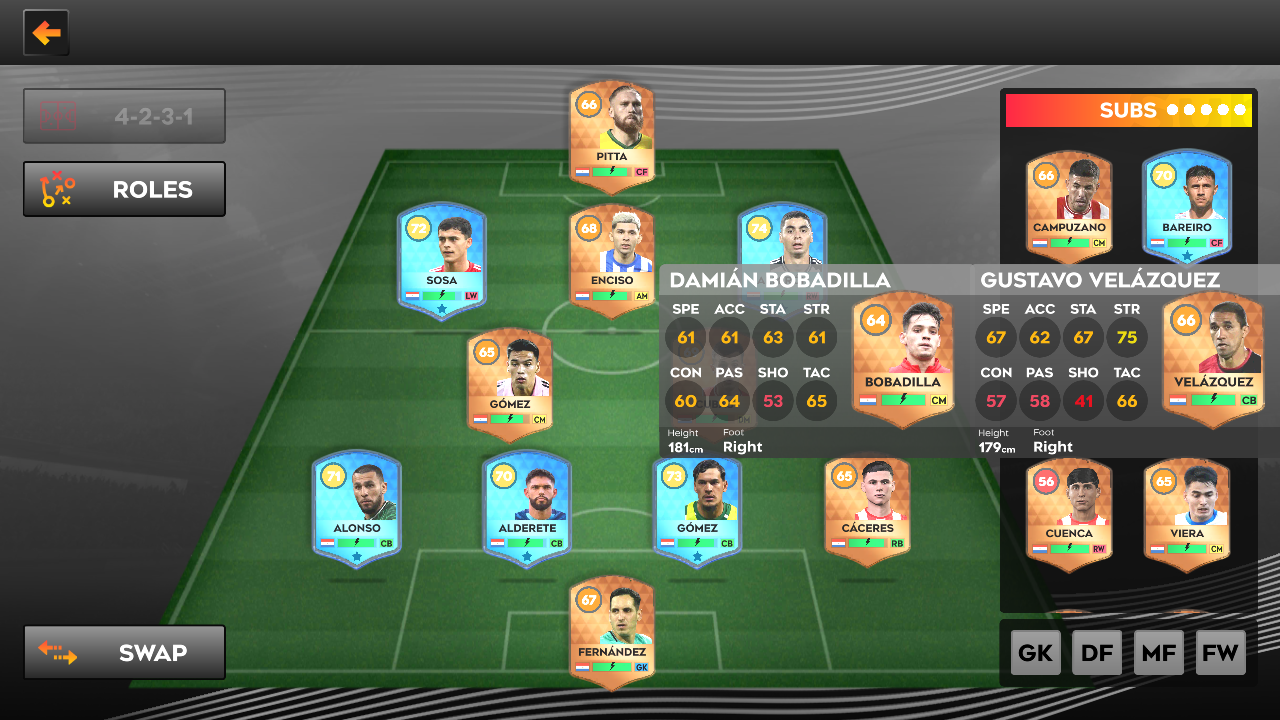 4-2-3-1
ROLES
SWAP
66
PITTA
CF
72
SOSA
LW
68
ENCISO
AM
74
RW
65
GÓMEZ
CM
DM
71
ALONSO
CB
70
ALDERETE
CB
73
GÓMEZ
CB
65
CÁCERES
RB
67
FERNÁNDEZ
GK
DAMIÁN BOBADILLA
SPE ACC STA STR
61 61 63 61
CON PAS SHO TAC
60 64 53 65
Height Foot
181cm Right
64
BOBADILLA
CM
GUSTAVO VELÁZQUEZ
SPE ACC STA STR
67 62 67 75
CON PAS SHO TAC
57 58 41 66
Height Foot
179cm Right
66
VELÁZQUEZ
CB
SUBS
66
CAMPUZANO
CM
70
BAREIRO
CF
56
CUENCA
RW
65
VIERA
CM
GK DF MF FW